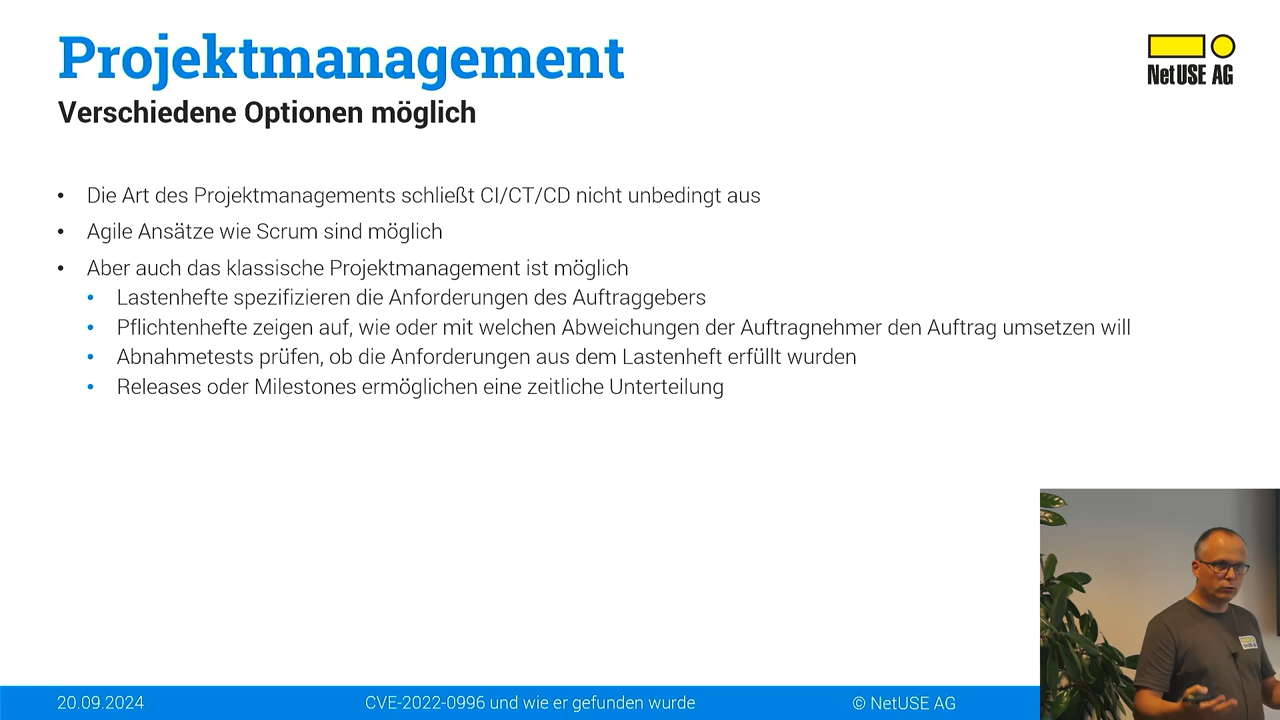 Projektmanagement
NetUSE AG
Verschiedene Optionen möglich
• Die Art des Projektmanagements schließt CI/CT/CD nicht unbedingt aus
• Agile Ansätze wie Scrum sind möglich
• Aber auch das klassische Projektmanagement ist möglich
• Lastenhefte spezifizieren die Anforderungen des Auftraggebers
• Pflichtenhefte zeigen auf, wie oder mit welchen Abweichungen der Auftragnehmer den Auftrag umsetzen will
• Abnahmetests prüfen, ob die Anforderungen aus dem Lastenheft erfüllt wurden
• Releases oder Milestones ermöglichen eine zeitliche Unterteilung
NetUSE AG
20.09.2024 CVE-2022-0996 und wie er gefunden wurde © NetUSE AG